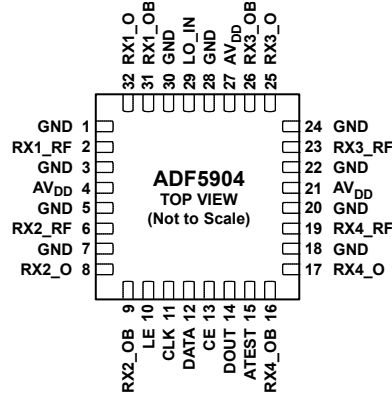 32 RX1_O
31 RX1_OB
30 GND
29 LO_IN
28 GND
27 AVDD
26 RX3_OB
25 RX3_O
GND 1
RX1_RF 2
GND 3
AVDD 4
GND 5
RX2_RF 6
GND 7
RX2_O 8
ADF5904
TOP VIEW
(Not to Scale)
24 GND
23 RX3_RF
22 GND
21 AVDD
20 GND
19 RX4_RF
18 GND
17 RX4_O
RX2_OB 9
LE 10
CLK 11
DATA 12
CE 13
DOUT 14
ATEST 15
RX4_OB 16